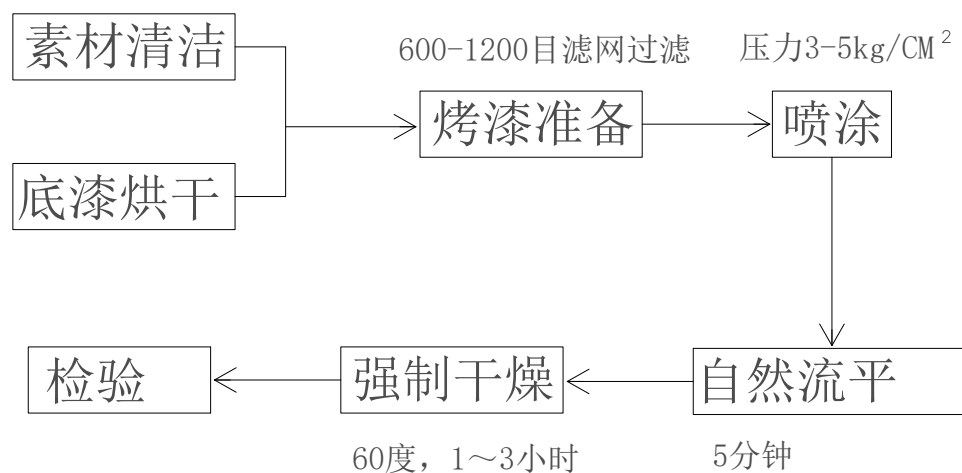 素材清洁
600-1200目滤网过滤
压力3-5kg/CM²
烤漆准备
喷涂
底漆烘干
检验
强制干燥
自然流平
60度，1～3小时
5分钟